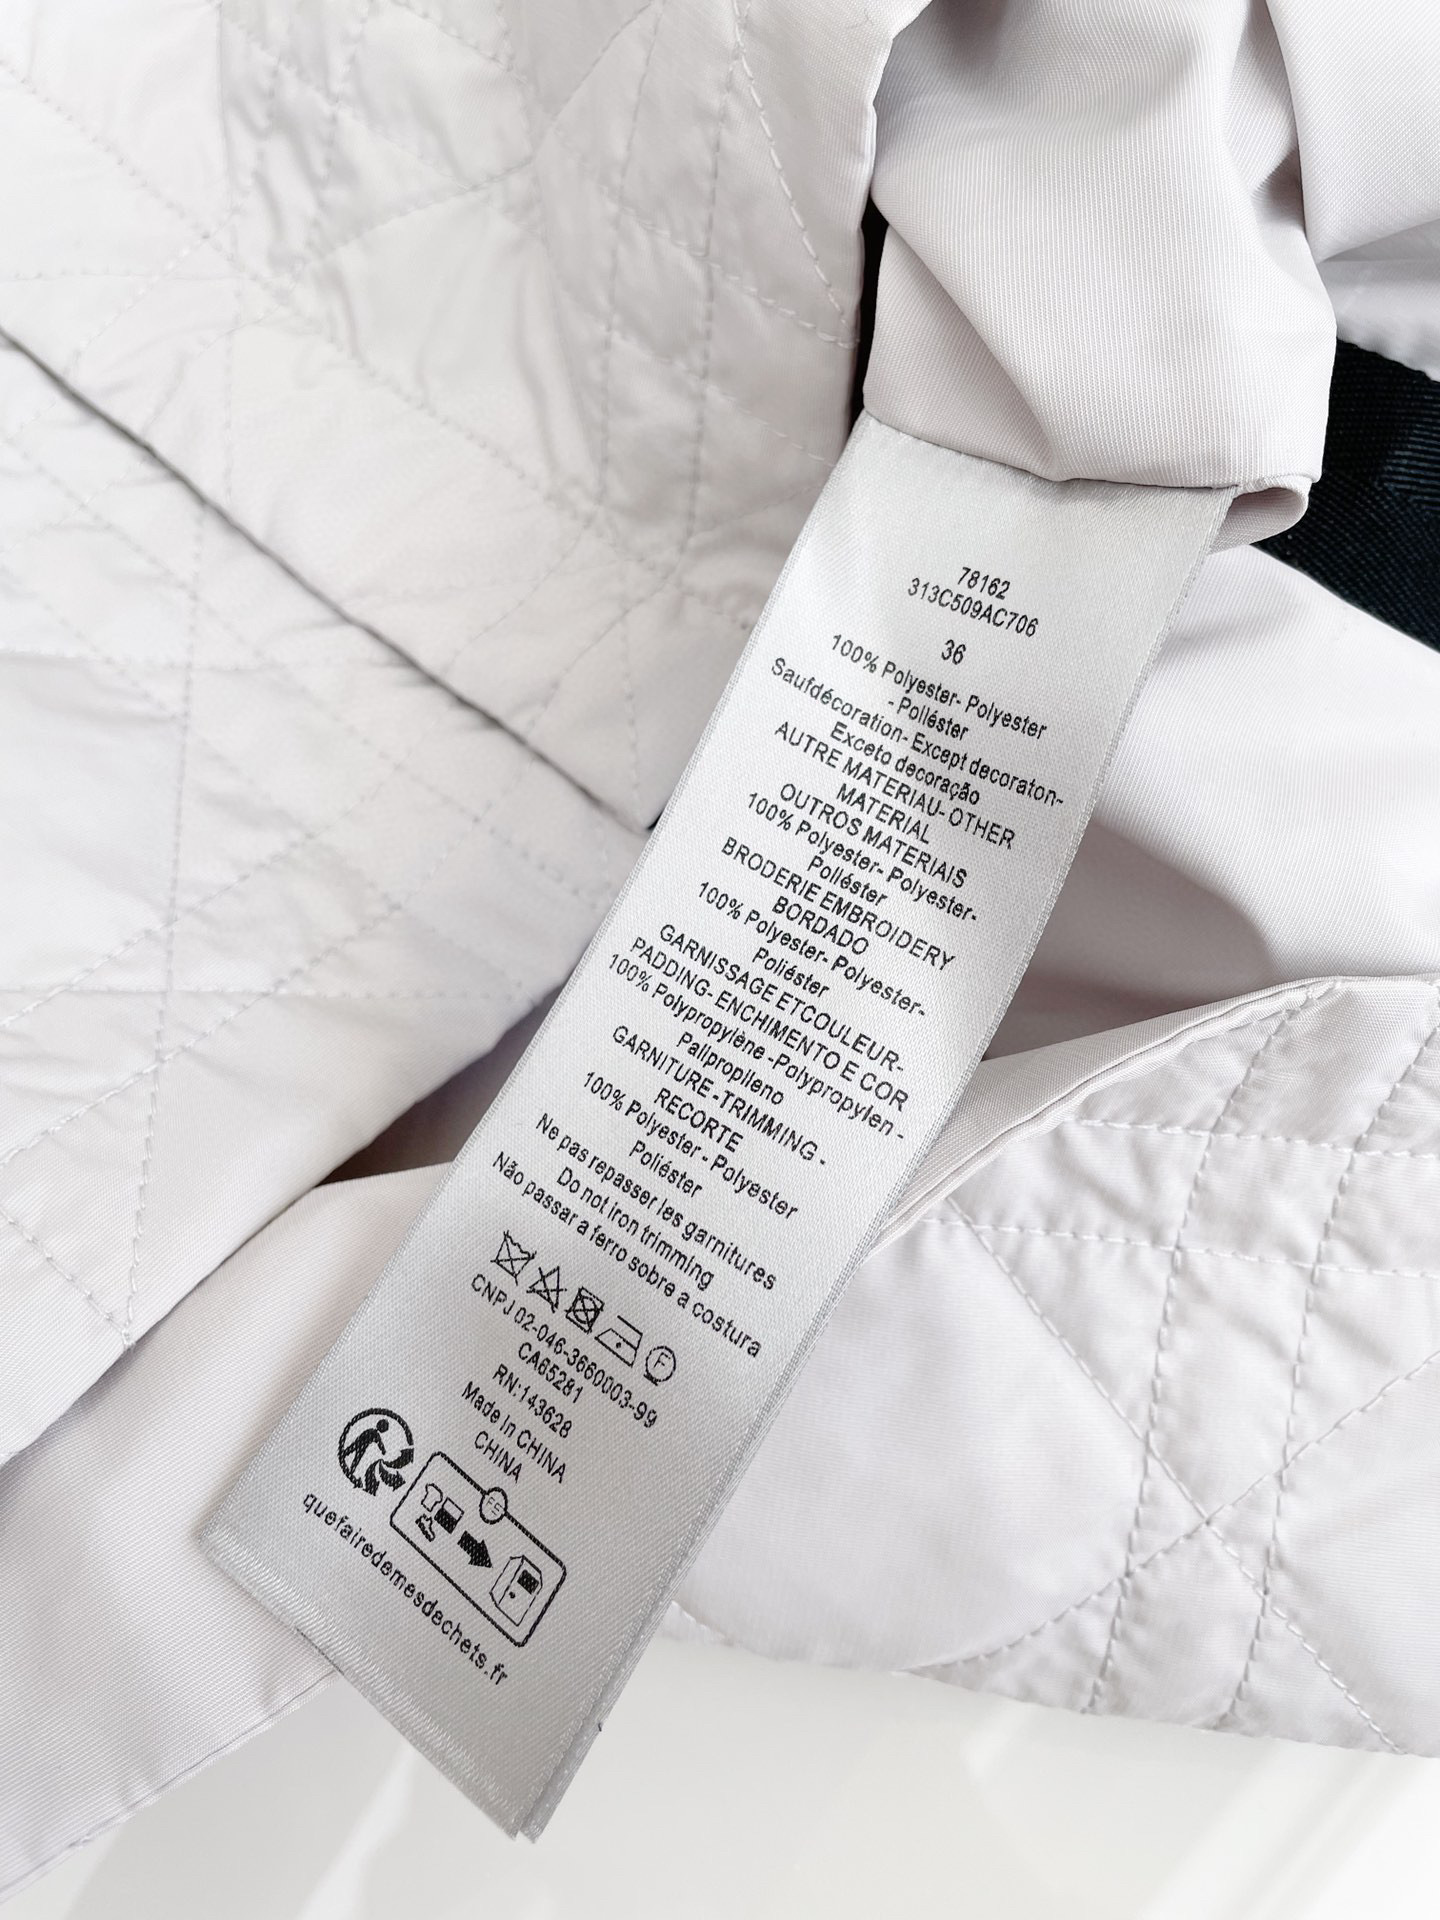 78162
313C509AC706
36
100% Polyester- Polyester
- Poliéster
Saufdécoration- Except decoraton-
Exceto decoração
AUTRE MATERIAU- OTHER
MATERIAL
OUTROS MATERIAIS
100% Polyester- Polyester-
Poliéster
BRODERIE EMBROIDERY
BORDADO
100% Polyester- Polyester-
Poliéster
GARNISSAGE ETCOULEUR-
PADDING- ENCHIMENTO E COR
100% Polypropylène -Polypropylen -
Palipropileno
GARNITURE -TRIMMING -
RECORTE
100% Polyester - Polyester
Poliéster
Ne pas repasser les garnitures
Do not iron trimming
Não passar a ferro sobre a costura
F
CNPJ 02-046-3660003-99
CA65281
RN:143628
Made in CHINA
CHINA
FR
quefairedemesdechets.fr